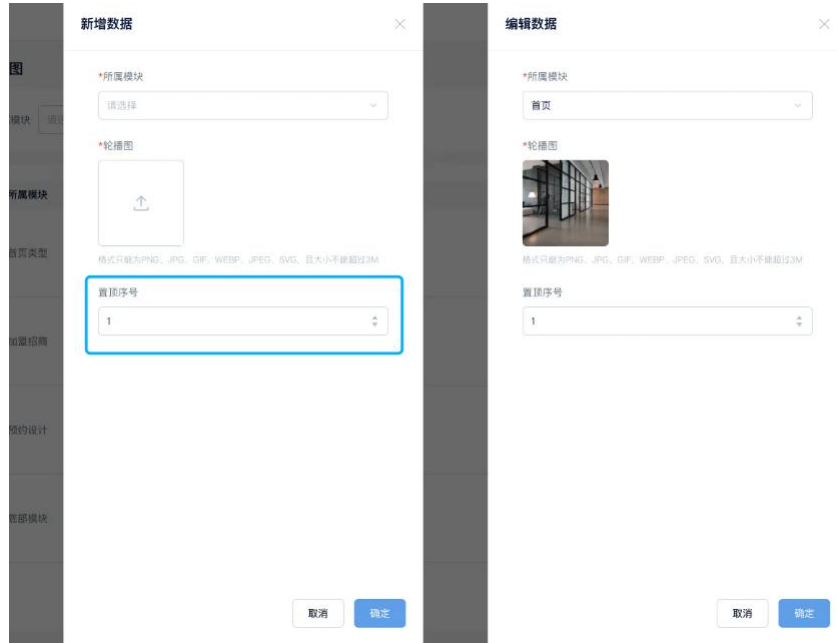 新增数据
*所属模块
请选择
*轮播图
格式只能为PNG、JPG、GIF、WEBP、JPEG、SVG，且大小不能超过3M
置顶序号
1
取消
确定
编辑数据
*所属模块
首页
*轮播图
格式只能为PNG、JPG、GIF、WEBP、JPEG、SVG，且大小不能超过3M
置顶序号
1
取消
确定
图
模块
所属模块
首页类型
加盟招商
预约设计
底部模块